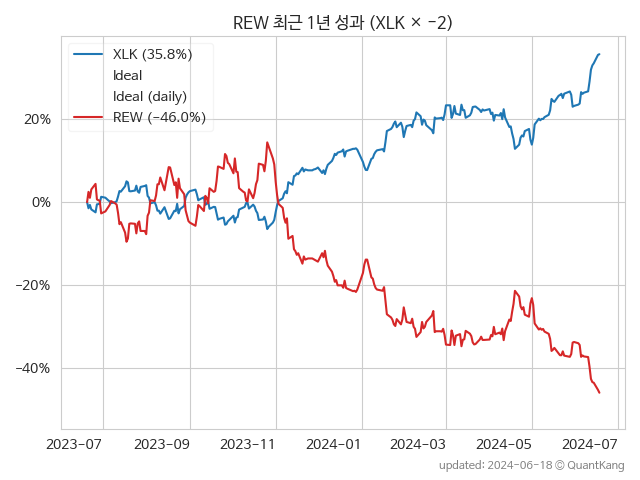 REW 최근 1년 성과 (XLK × −2)
XLK (35.8%)
Ideal
Ideal (daily)
REW (−46.0%)
20%
0%
−20%
−40%
2023−07 2023−09 2023−11 2024−01 2024−03 2024−05 2024−07
updated: 2024-06-18 © QuantKang